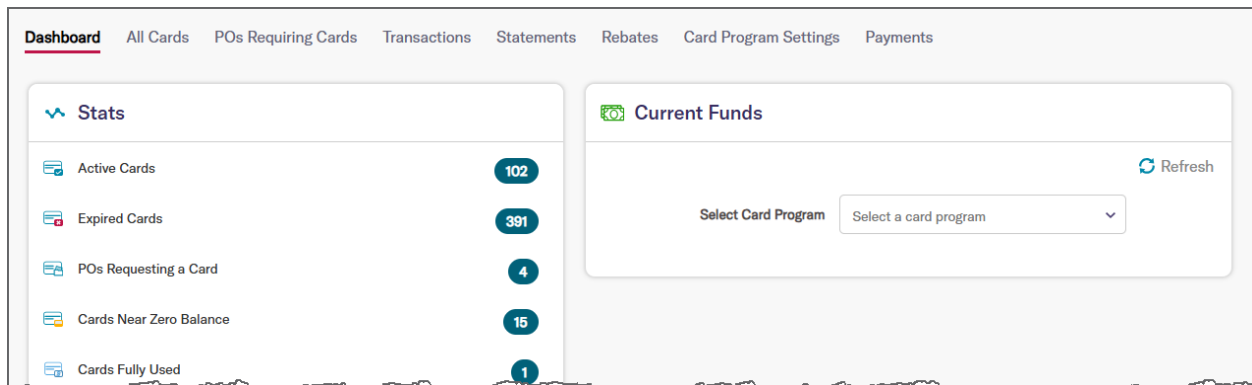 Dashboard All Cards POs Requiring Cards Transactions Statements Rebates Card Program Settings Payments
Stats
Active Cards 102
Expired Cards 391
POs Requesting a Card 4
Cards Near Zero Balance 15
Cards Fully Used 1
Current Funds
Refresh
Select Card Program Select a card program